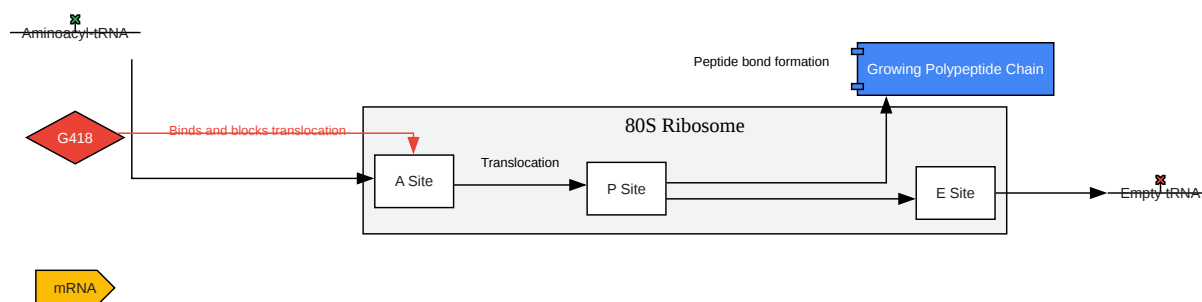 Aminoacyl-tRNA
Peptide bond formation
Growing Polypeptide Chain
80S Ribosome
G418
Binds and blocks translocation
A Site
Translocation
P Site
E Site
Empty tRNA
mRNA